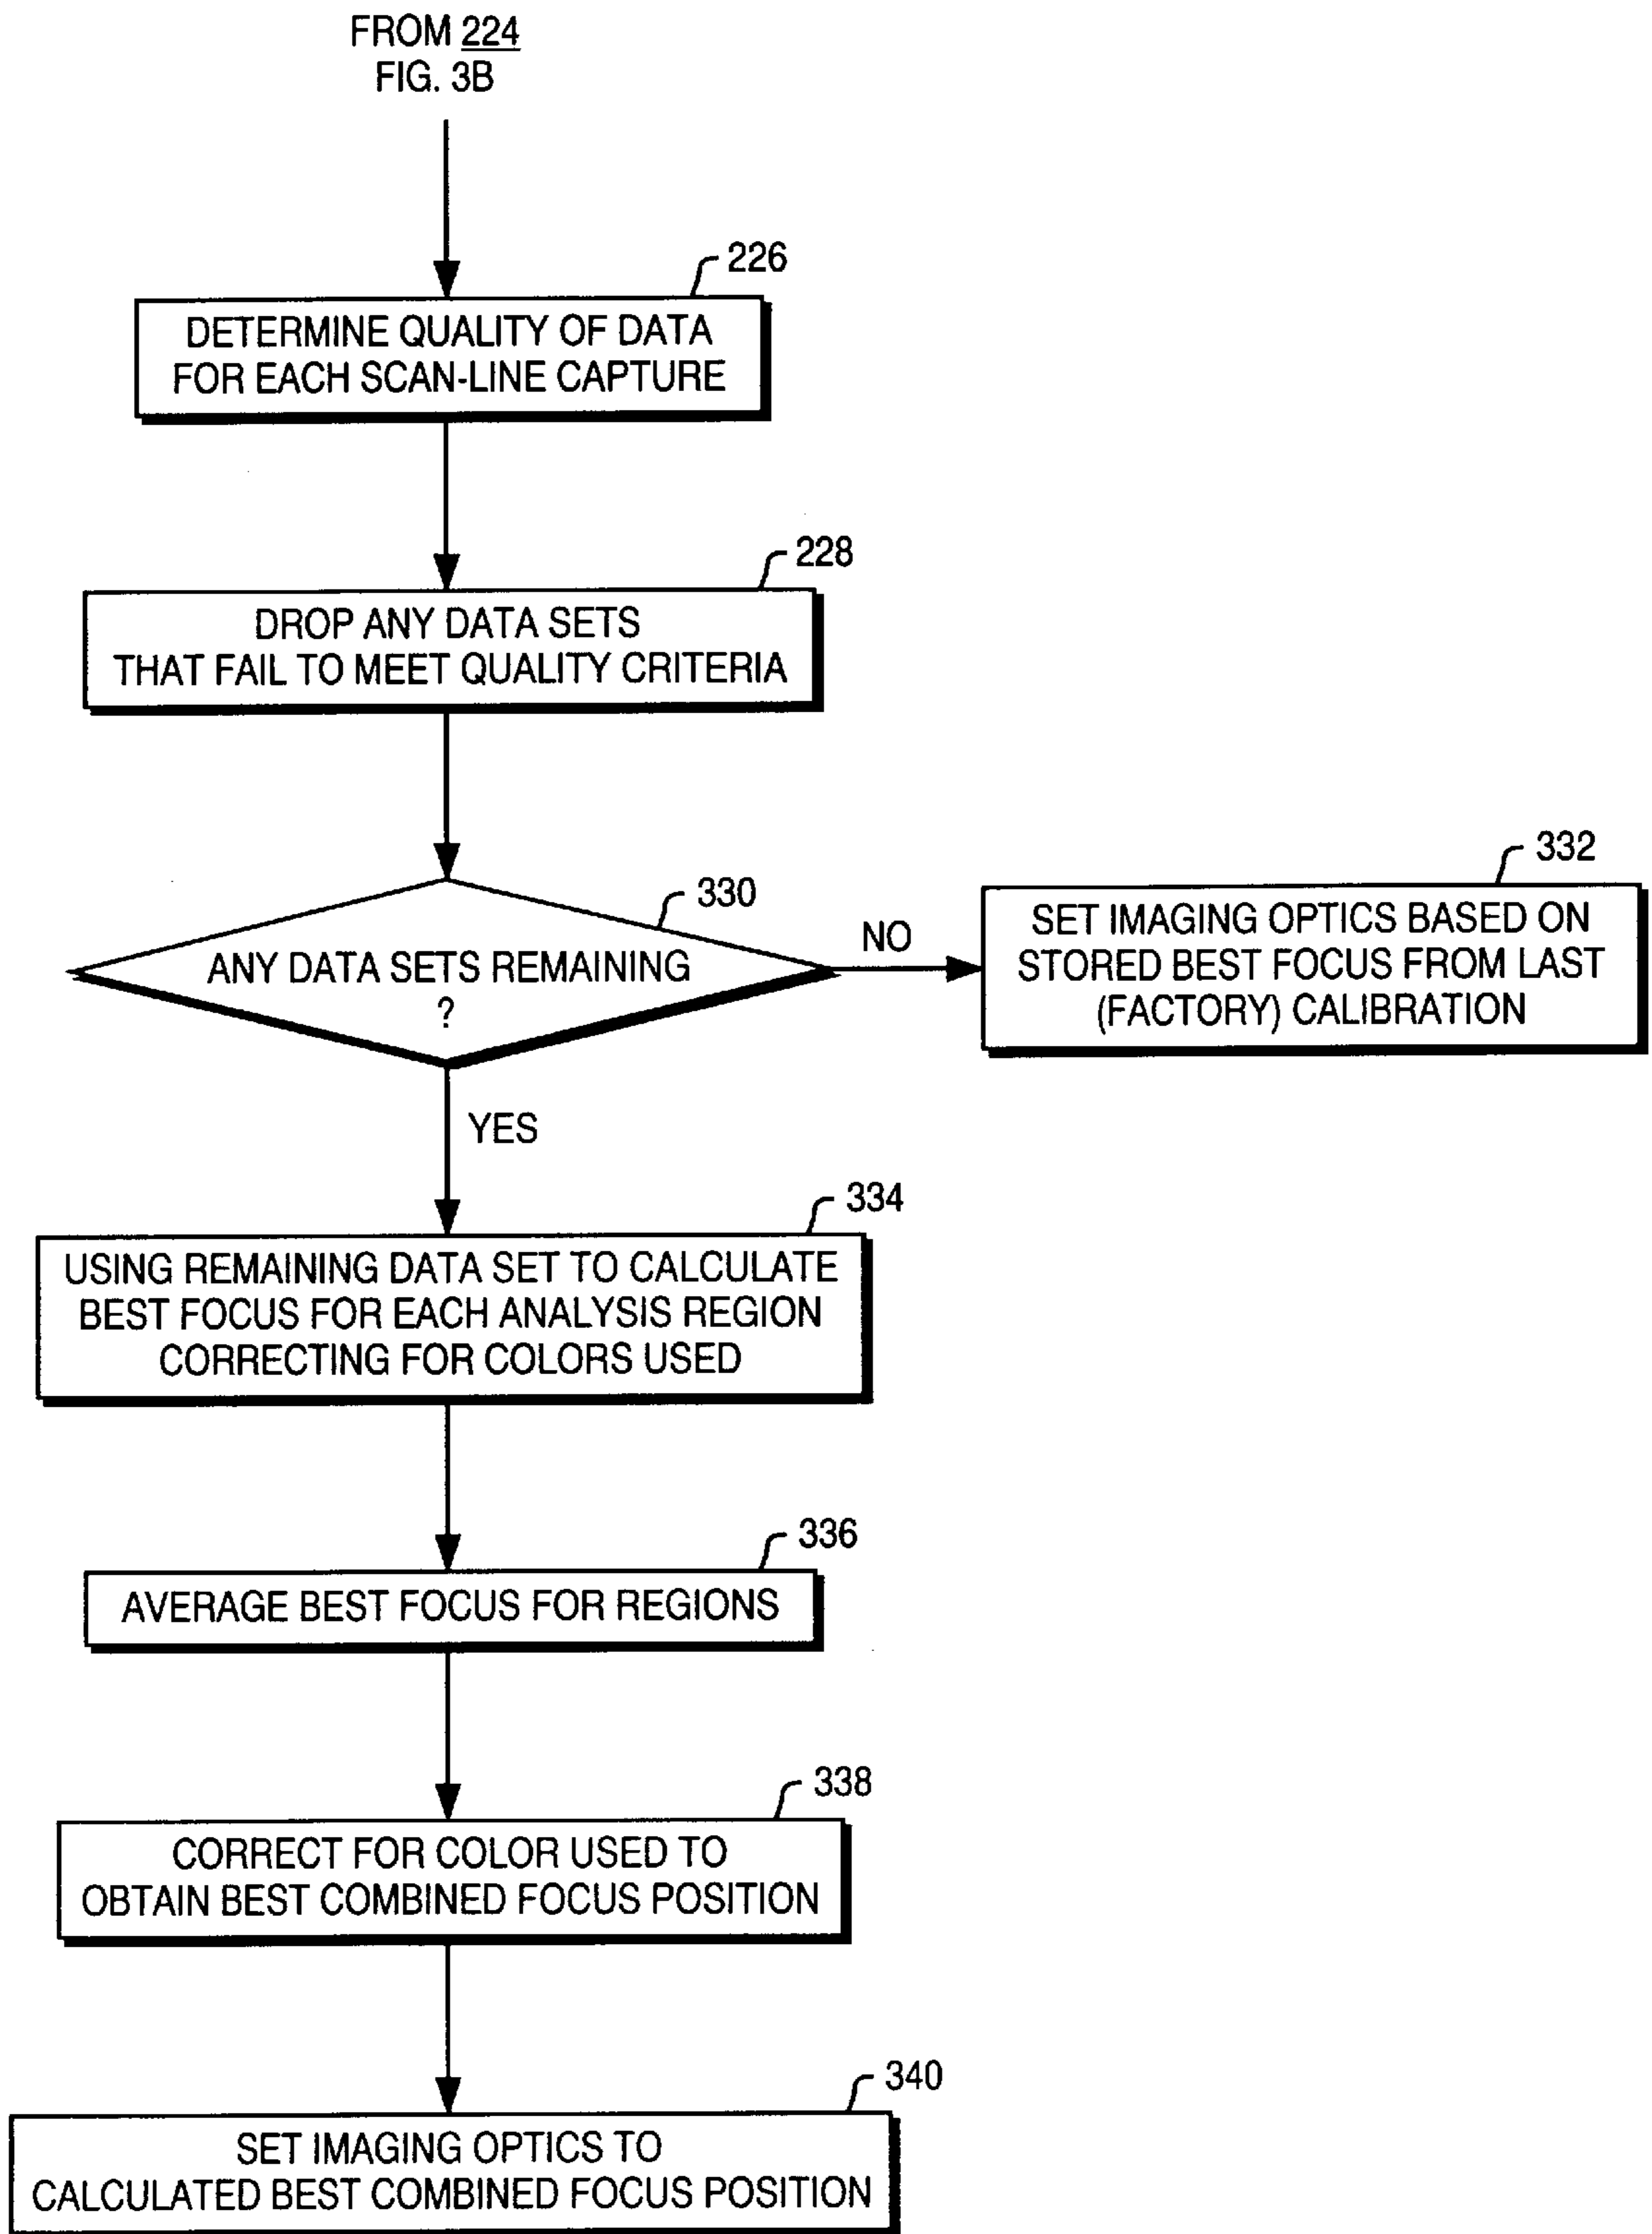 FROM 224
FIG. 3B
226
DETERMINE QUALITY OF DATA
FOR EACH SCAN-LINE CAPTURE
228
DROP ANY DATA SETS
THAT FAIL TO MEET QUALITY CRITERIA
330
ANY DATA SETS REMAINING
?
NO
332
SET IMAGING OPTICS BASED ON
STORED BEST FOCUS FROM LAST
(FACTORY) CALIBRATION
YES
334
USING REMAINING DATA SET TO CALCULATE
BEST FOCUS FOR EACH ANALYSIS REGION
CORRECTING FOR COLORS USED
336
AVERAGE BEST FOCUS FOR REGIONS
338
CORRECT FOR COLOR USED TO
OBTAIN BEST COMBINED FOCUS POSITION
340
SET IMAGING OPTICS TO
CALCULATED BEST COMBINED FOCUS POSITION